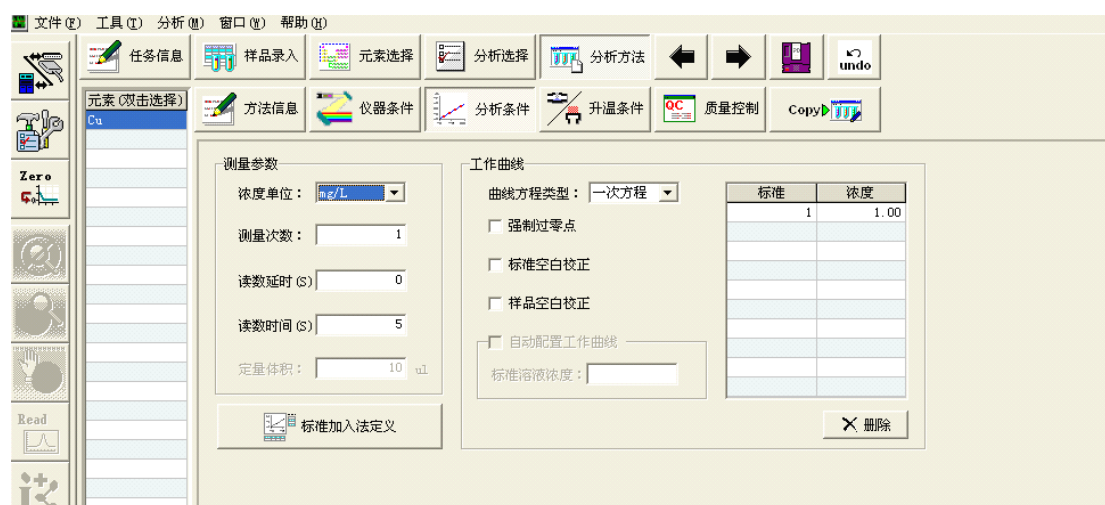 文件(F) 工具(T) 分析(M) 窗口(W) 帮助(H)
任务信息 样品录入 元素选择 分析选择 分析方法 undo
元素(双击选择)
Cu
方法信息 仪器条件 分析条件 升温条件 QC 质量控制 Copy
Zero
测量参数
浓度单位： mg/L
测量次数： 1
读数延时(S) 0
读数时间(S) 5
定量体积： 10 ul
标准加入法定义
工作曲线
曲线方程类型： 一次方程
强制过零点
标准空白校正
样品空白校正
自动配置工作曲线
标准溶液浓度：
标准 浓度
1 1.00
删除
Read